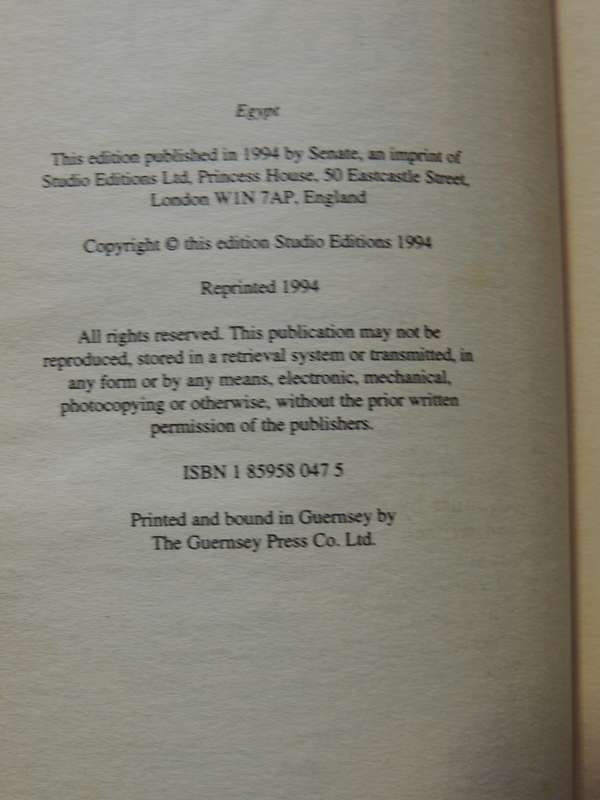 Egypt
This edition published in 1994 by Senate, an imprint of
Studio Editions Ltd, Princess House, 50 Eastcastle Street,
London W1N 7AP, England
Copyright © this edition Studio Editions 1994
Reprinted 1994
All rights reserved. This publication may not be
reproduced, stored in a retrieval system or transmitted, in
any form or by any means, electronic, mechanical,
photocopying or otherwise, without the prior written
permission of the publishers.
ISBN 1 85958 047 5
Printed and bound in Guernsey by
The Guernsey Press Co. Ltd.